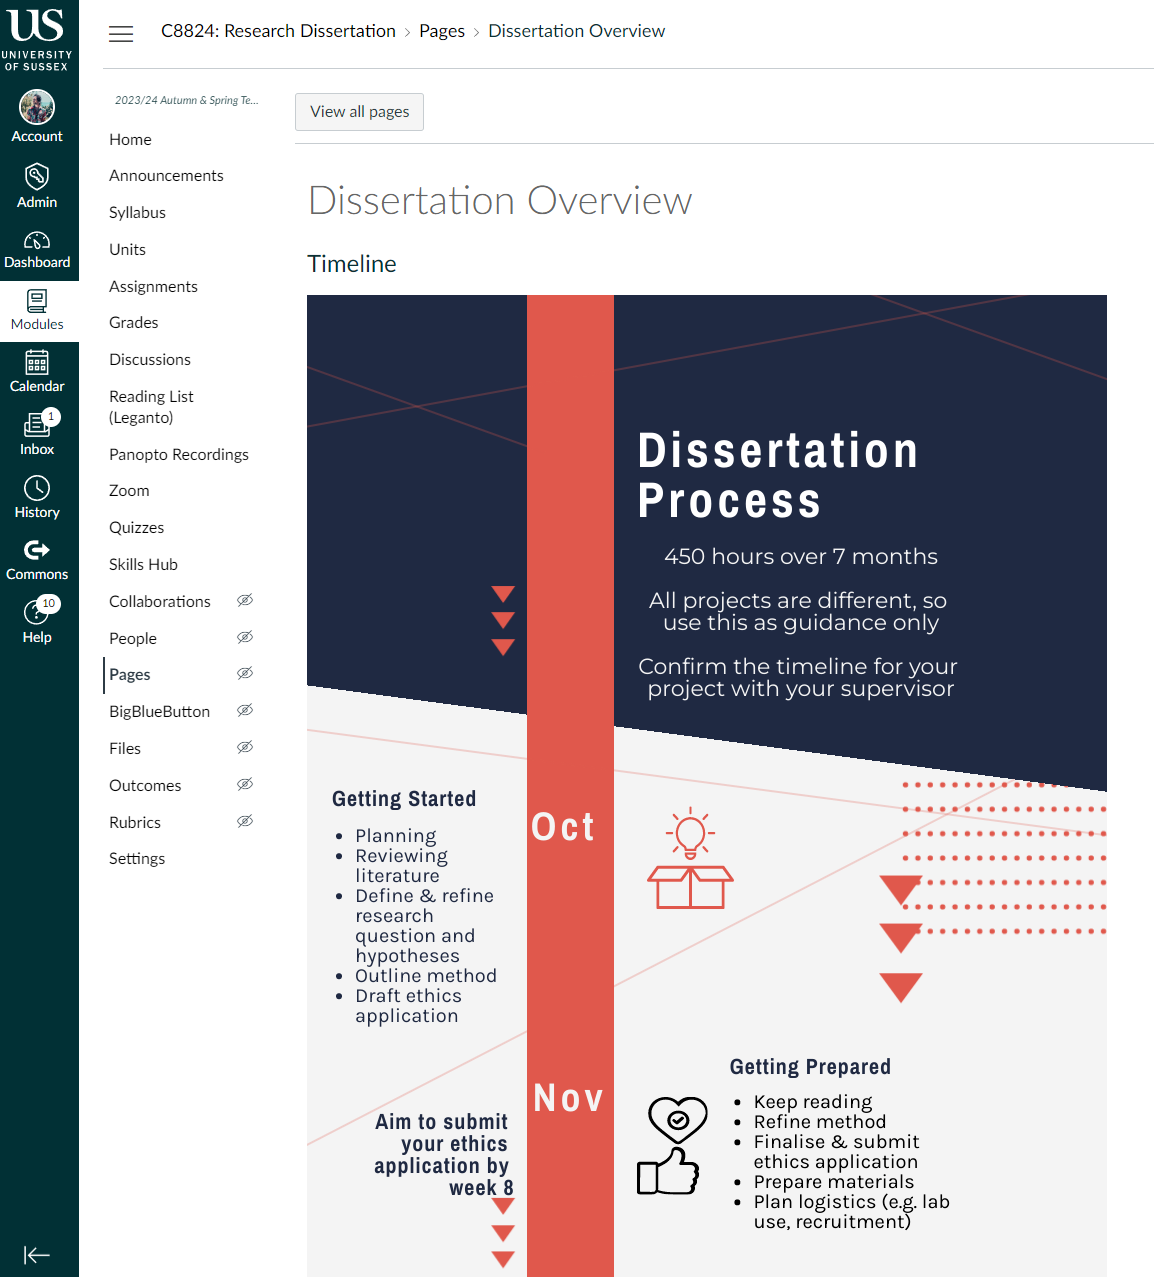 US
UNIVERSITY
OF SUSSEX
Account
Admin
Dashboard
Modules
Calendar
1
Inbox
History
Commons
10
Help
C8824: Research Dissertation › Pages › Dissertation Overview
2023/24 Autumn & Spring Te...
Home
Announcements
Syllabus
Units
Assignments
Grades
Discussions
Reading List
(Leganto)
Panopto Recordings
Zoom
Quizzes
Skills Hub
Collaborations
People
Pages
BigBlueButton
Files
Outcomes
Rubrics
Settings
View all pages
Dissertation Overview
Timeline
Dissertation
Process
450 hours over 7 months
All projects are different, so
use this as guidance only
Confirm the timeline for your
project with your supervisor
Oct
Getting Started
• Planning
• Reviewing
literature
• Define & refine
research
question and
hypotheses
• Outline method
• Draft ethics
application
Nov
Aim to submit
your ethics
application by
week 8
Getting Prepared
• Keep reading
• Refine method
• Finalise & submit
ethics application
• Prepare materials
• Plan logistics (e.g. lab
use, recruitment)